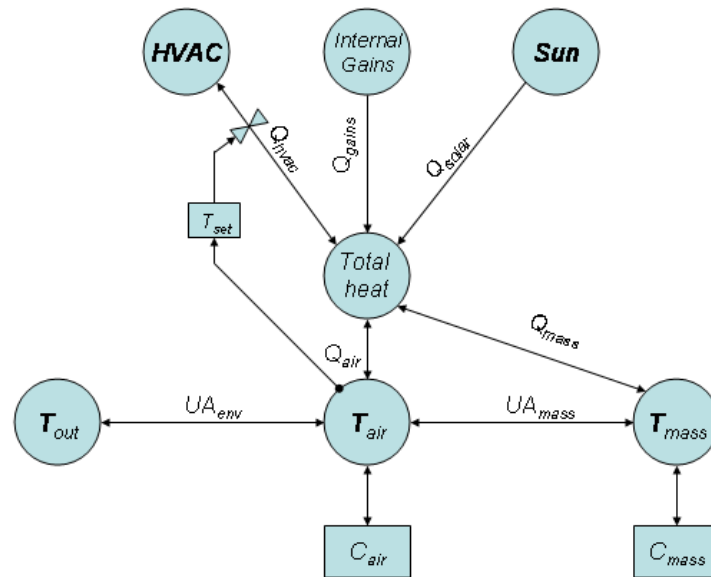 HVAC
Internal
Gains
Sun
Qhvac
Qgains
Qsolar
Tset
Total
heat
Qair
Qmass
Tout
UAenv
Tair
UAmass
Tmass
Cair
Cmass